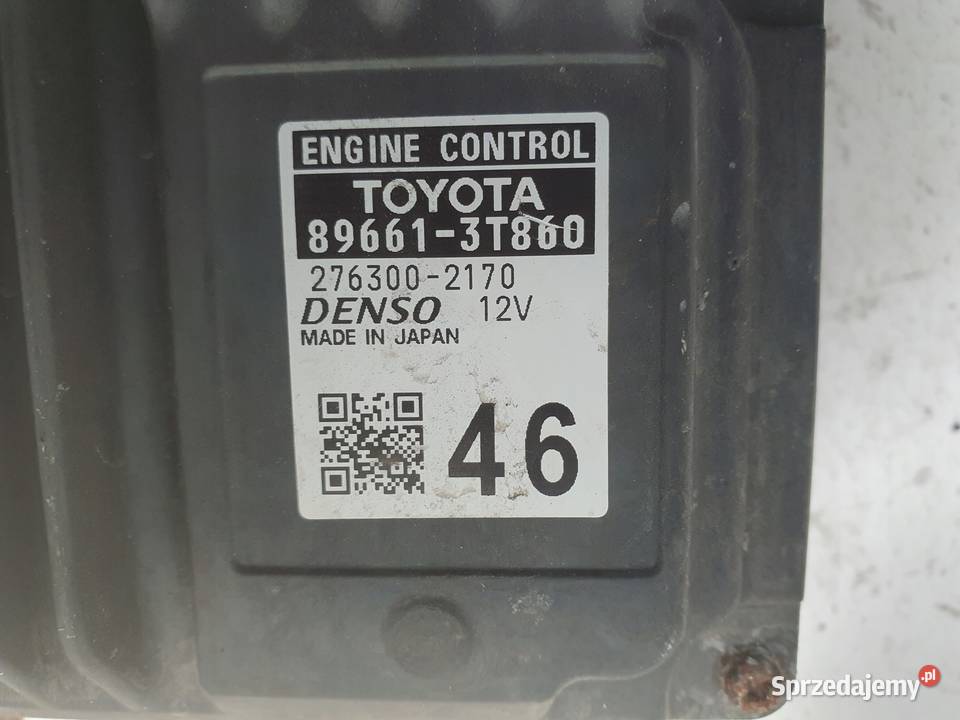 ENGINE CONTROL
TOYOTA
89661-3T860
276300-2170
DENSO 12V
MADE IN JAPAN
46
Sprzedajemy.pl